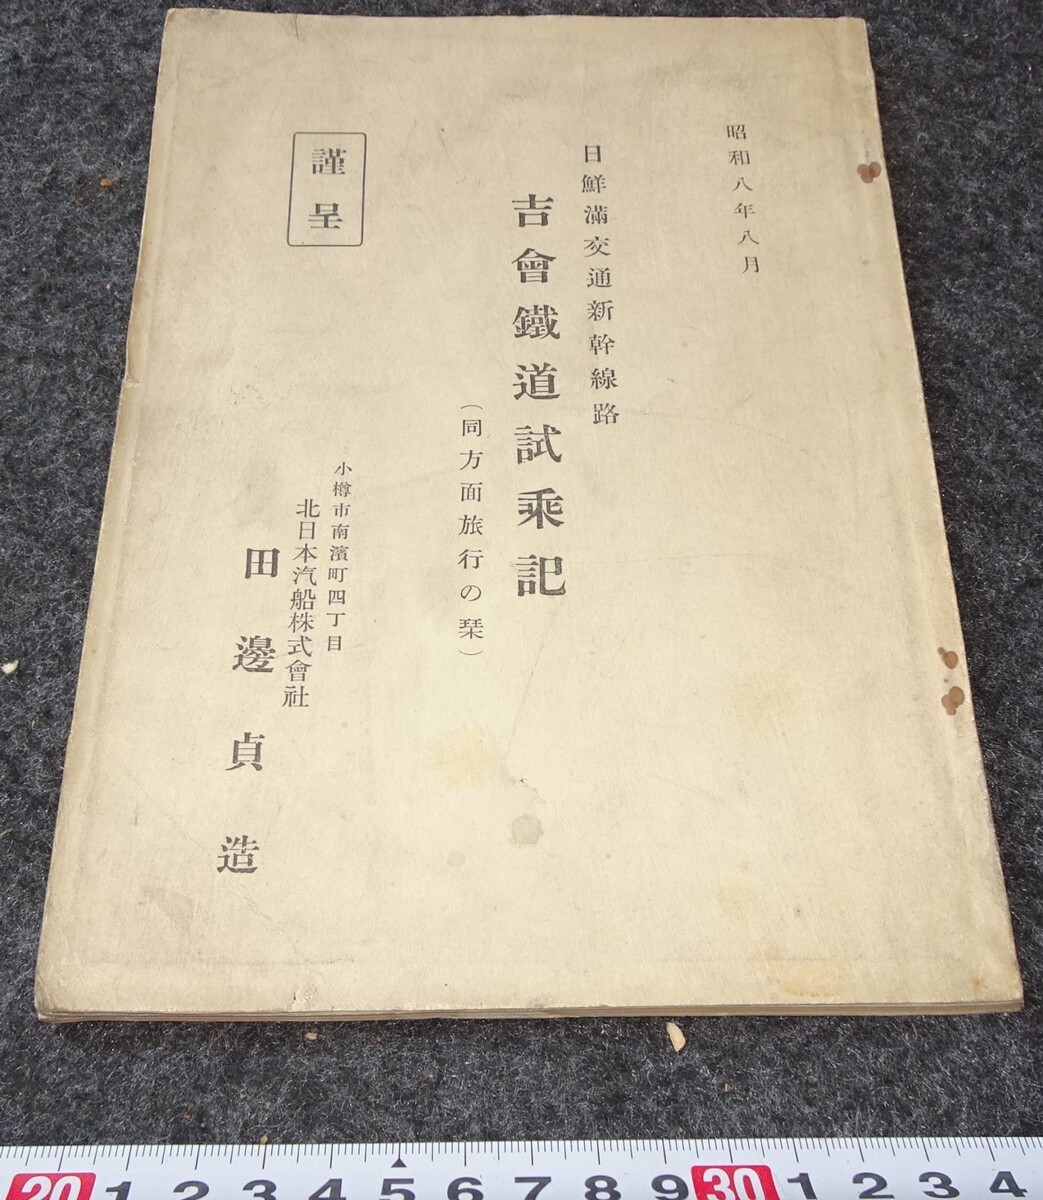 昭和八年八月
日鮮滿交通新幹線路
吉會鐵道試乘記
(同方面旅行の栞)
謹呈
小樽市南濱町四丁目
北日本汽船株式會社
田邊貞造
20 1 2 3 4 5 6 7 8 9 30 1 2 3 4